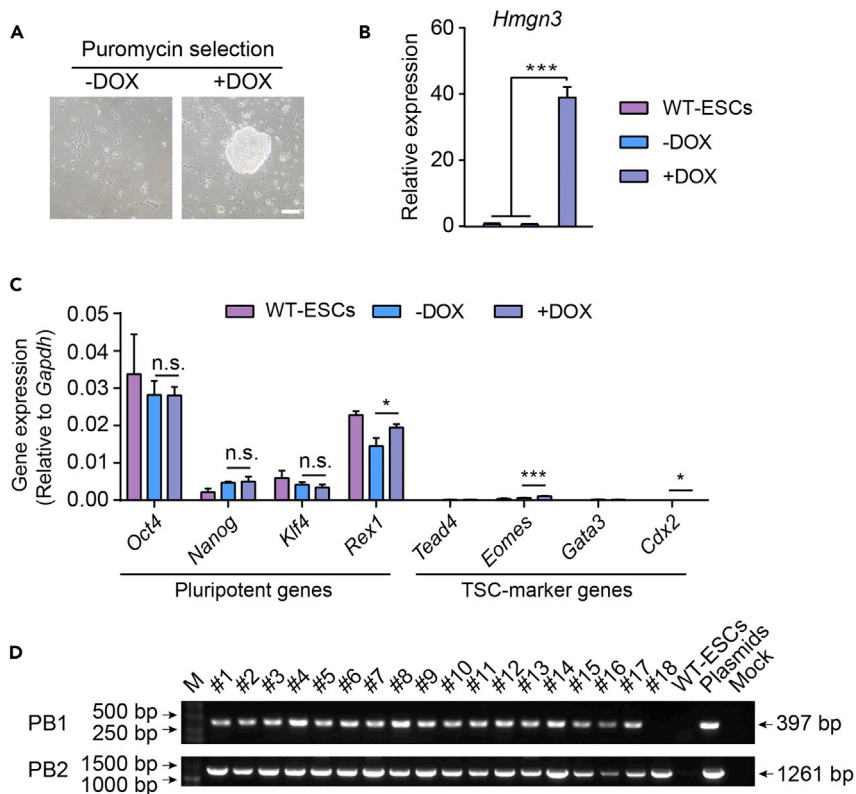 A
Puromycin selection
-DOX +DOX
B
Hmgn3
Relative expression
60
40
20
0
***
WT-ESCs
-DOX
+DOX
C
Gene expression
(Relative to Gapdh)
0.05
0.04
0.03
0.02
0.01
0.00
WT-ESCs -DOX +DOX
n.s. n.s. n.s. * *** *
Oct4 Nanog Klf4 Rex1 Tead4 Eomes Gata3 Cdx2
Pluripotent genes TSC-marker genes
D
M #1 #2 #3 #4 #5 #6 #7 #8 #9 #10 #11 #12 #13 #14 #15 #16 #17 #18 WT-ESCs Plasmids Mock
PB1 500 bp
250 bp
397 bp
PB2 1500 bp
1000 bp
1261 bp